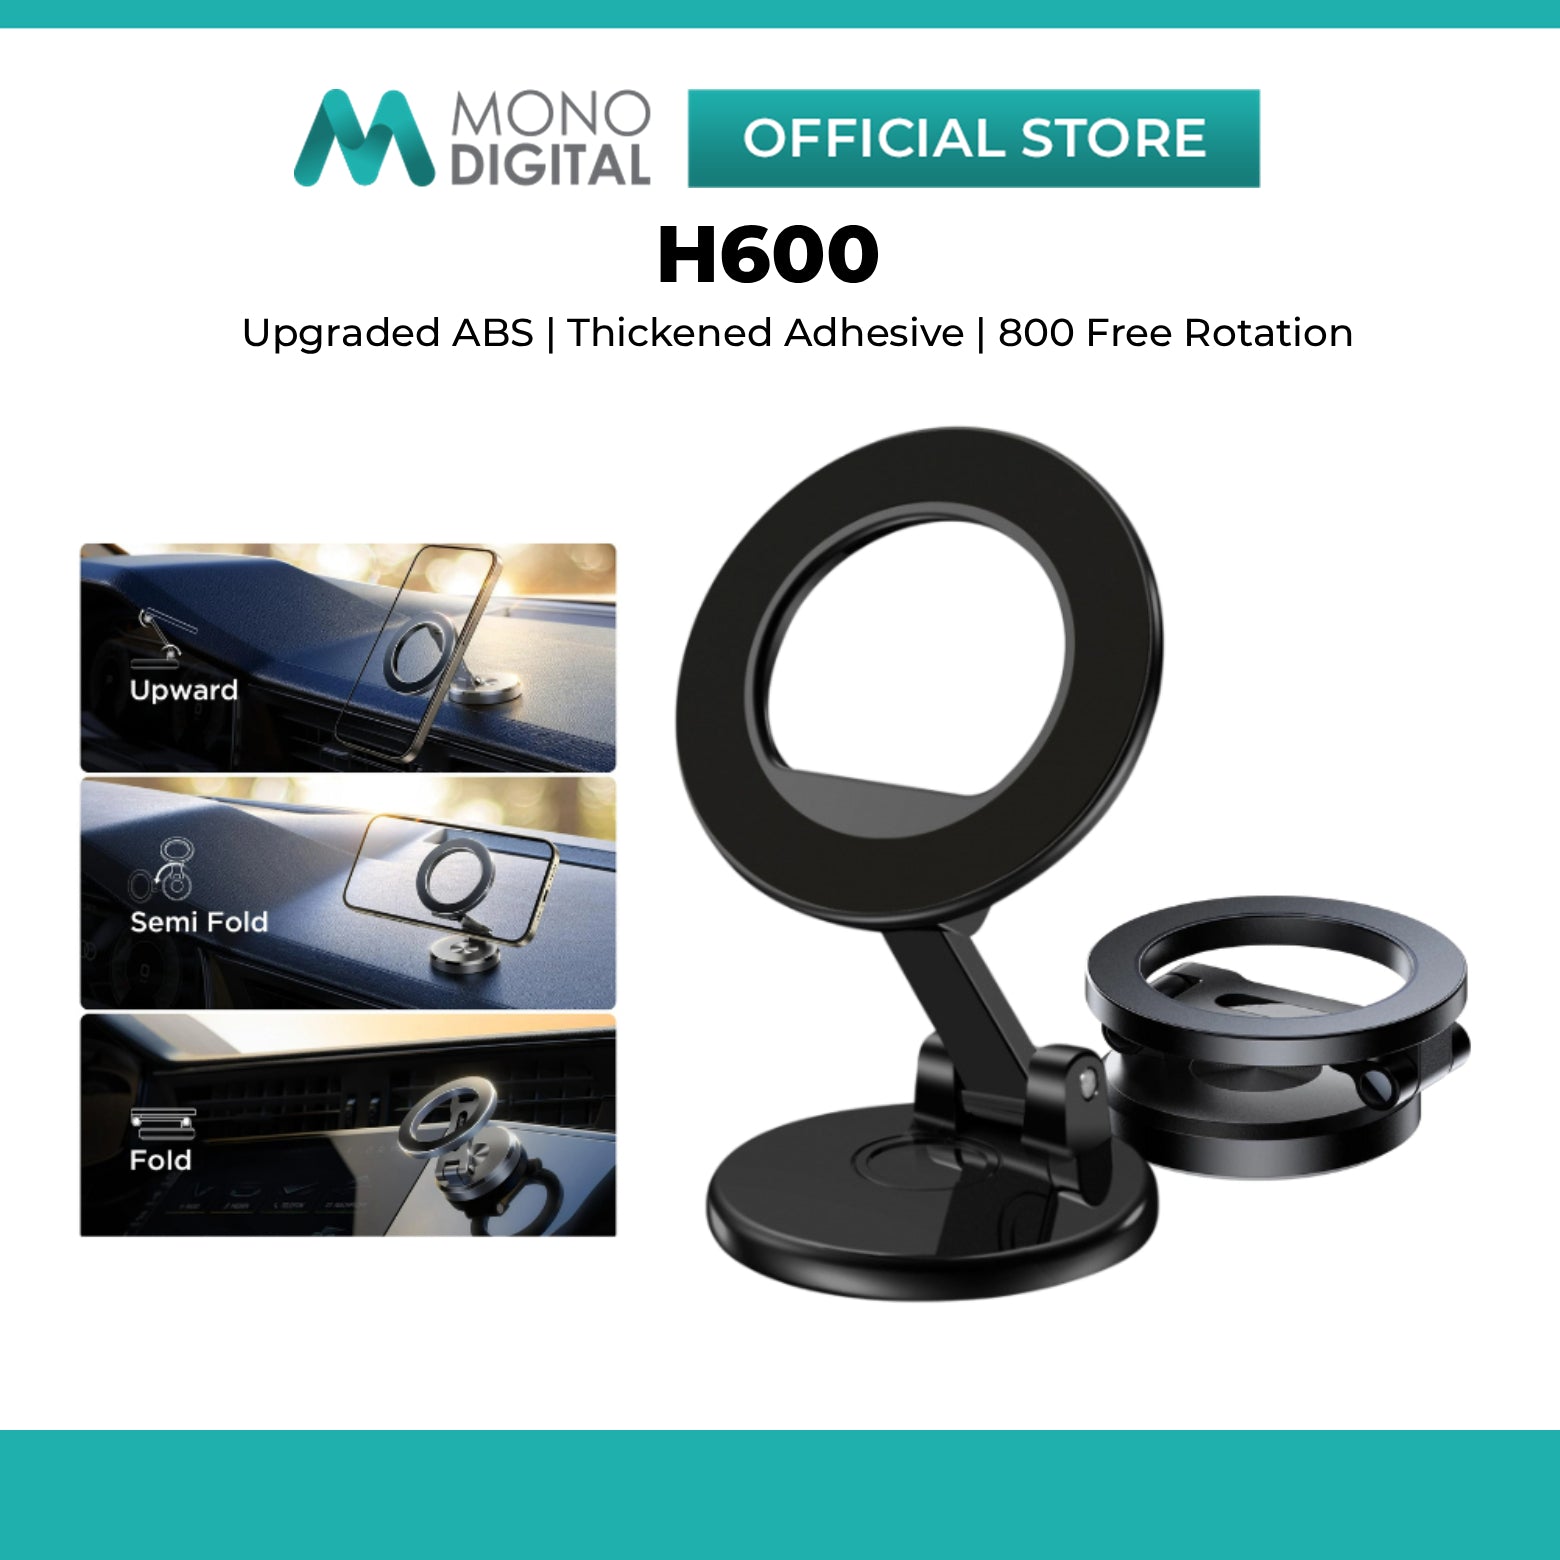 MONO
DIGITAL
OFFICIAL STORE
H600
Upgraded ABS | Thickened Adhesive | 800 Free Rotation
Upward
Semi Fold
Fold